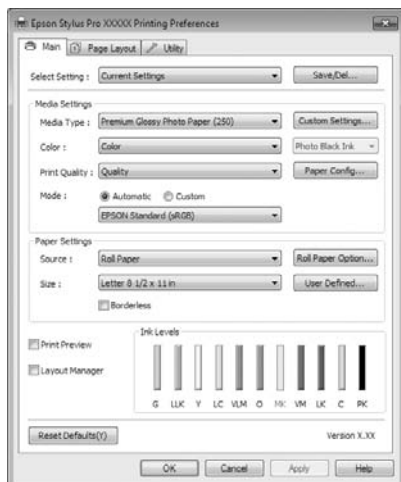 Epson Stylus Pro XXXXX Printing Preferences
Main Page Layout Utility
Select Setting : Current Settings Save/Del...
Media Settings
Media Type : Premium Glossy Photo Paper (250) Custom Settings...
Color : Color Photo Black Ink
Print Quality : Quality Paper Config...
Mode : Automatic Custom
EPSON Standard (sRGB)
Paper Settings
Source : Roll Paper Roll Paper Option...
Size : Letter 8 1/2 x 11 in User Defined...
Borderless
Ink Levels
Print Preview
Layout Manager
G LLK Y LC VLM O MK VM LK C PK
Reset Defaults(Y) Version X.XX
OK Cancel Apply Help